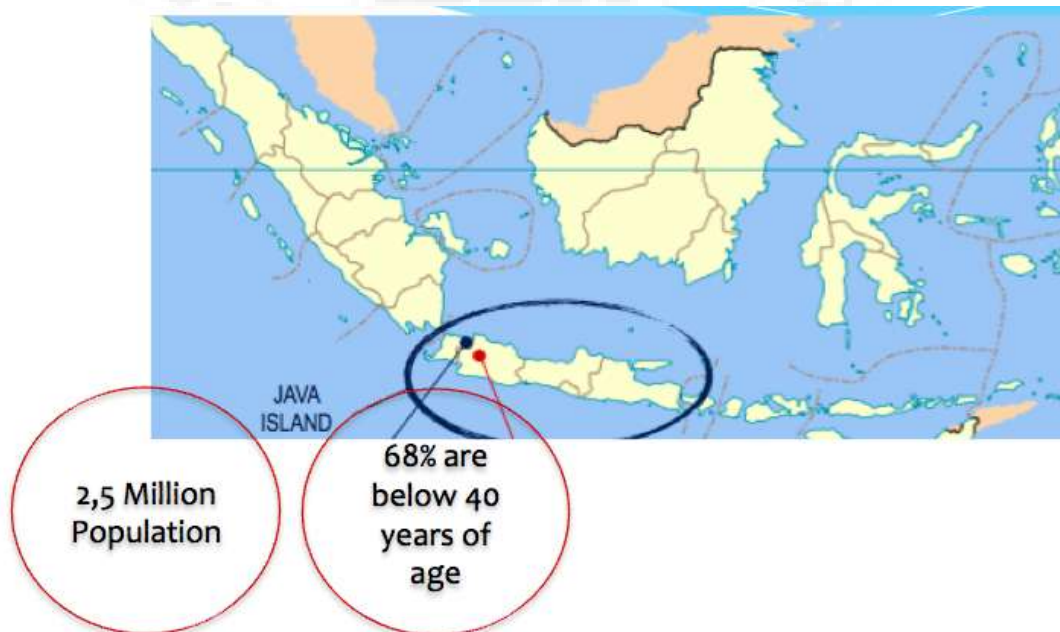 JAVA
ISLAND
2,5 Million
Population
68% are
below 40
years of
age